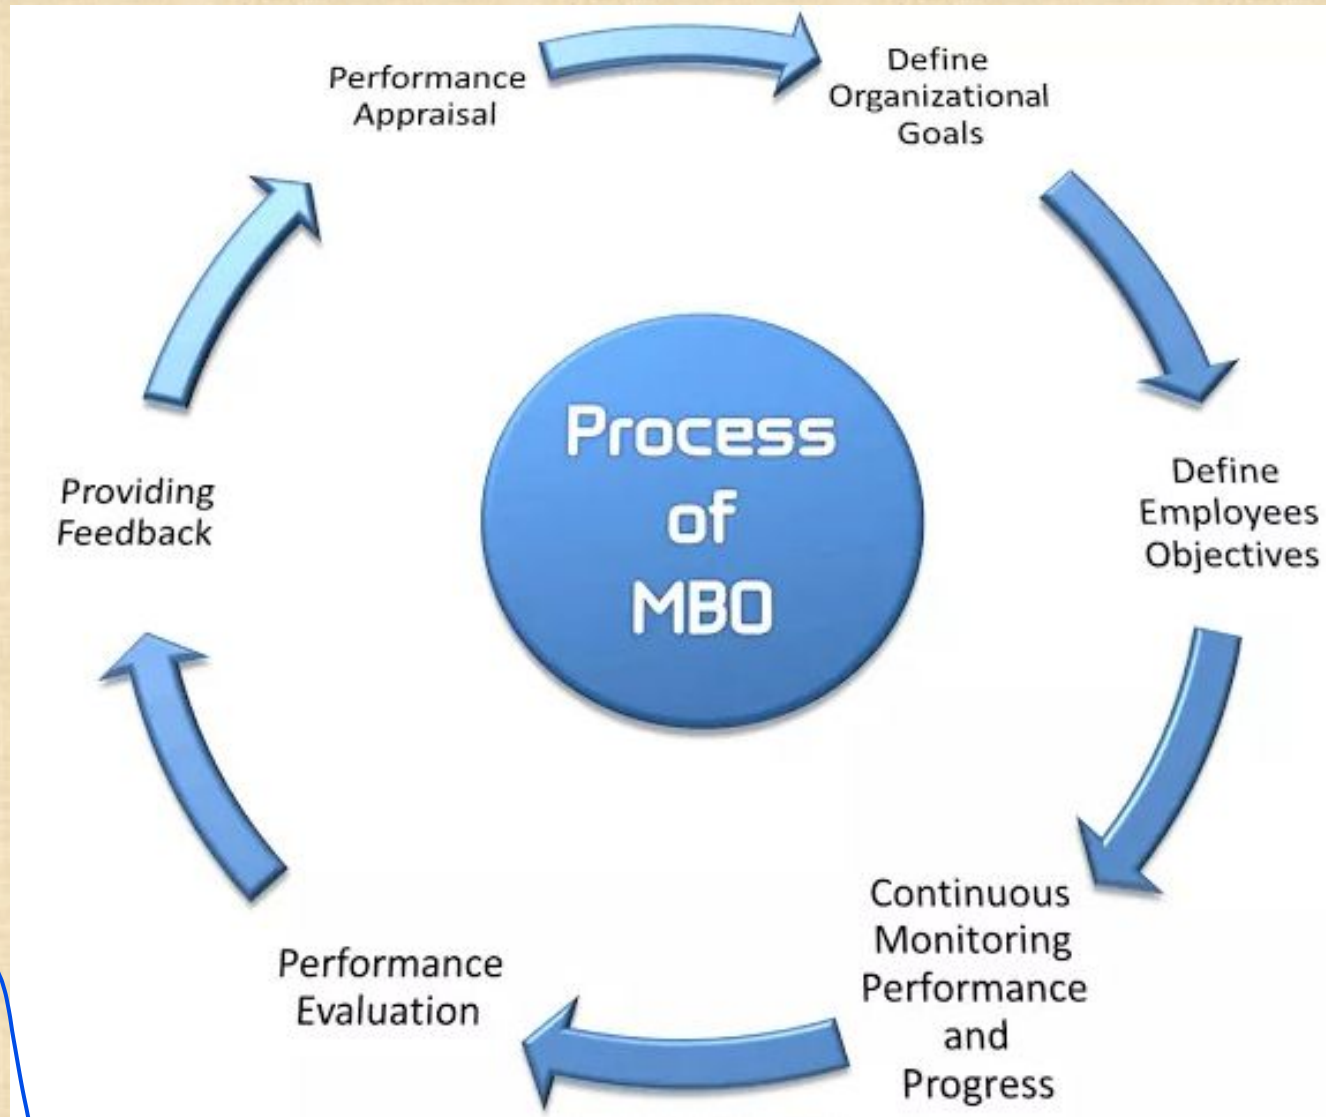 Process
of
MBO
Define
Organizational
Goals
Define
Employees
Objectives
Continuous
Monitoring
Performance
and
Progress
Performance
Evaluation
Providing
Feedback
Performance
Appraisal